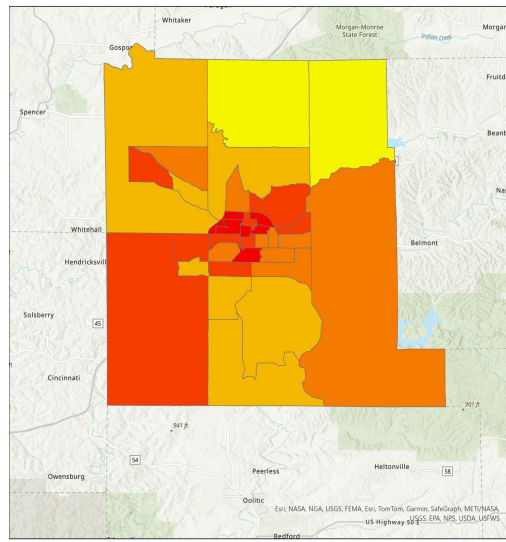 Whitaker
Morgan-Monroe
State Forest
Morgan
Indian Creek
Gospo
Fruitd
Spencer
Beanb
Na
Whitehall
Belmont
Hendricksvill
Solsberry
45
Cincinnati
901 ft
941 ft
54
Peerless
Heltonville
58
Owensburg
Oolitic
Esri, NASA, NGA, USGS, FEMA, Esri, TomTom, Garmin, SafeGraph, METI/NASA,
USGS, EPA, NPS, USDA, USFWS
US Highway 50 E
Bedford